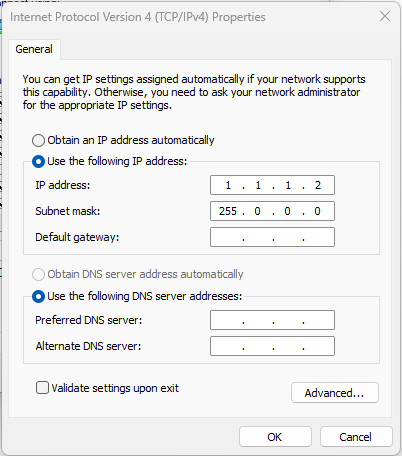 Internet Protocol Version 4 (TCP/IPv4) Properties
General
You can get IP settings assigned automatically if your network supports
this capability. Otherwise, you need to ask your network administrator
for the appropriate IP settings.
Obtain an IP address automatically
Use the following IP address:
IP address: 1 . 1 . 1 . 2
Subnet mask: 255 . 0 . 0 . 0
Default gateway: . . .
Obtain DNS server address automatically
Use the following DNS server addresses:
Preferred DNS server: . . .
Alternate DNS server: . . .
Validate settings upon exit
Advanced...
OK Cancel